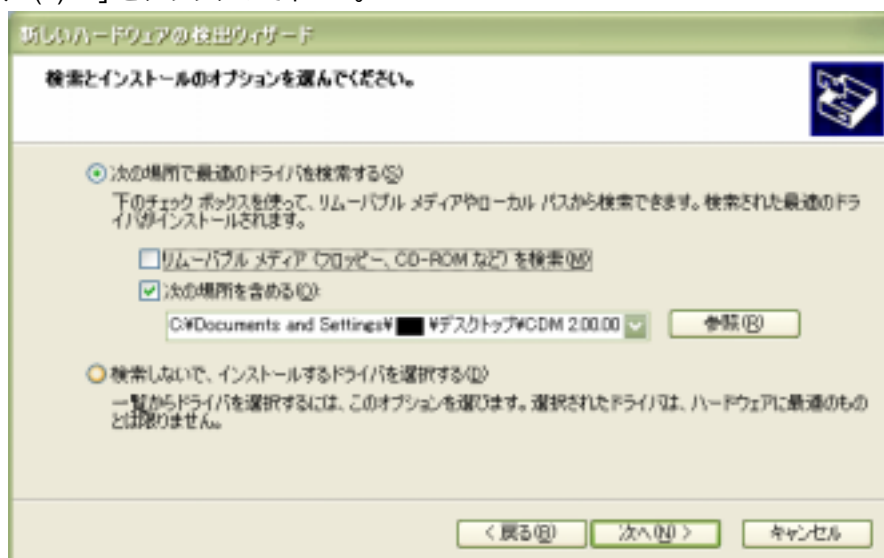 新しいハードウェアの検出ウィザード
検索とインストールのオプションを選んでください。
次の場所で最適のドライバを検索する(S)
下のチェック ボックスを使って、リムーバブル メディアやローカル パスから検索できます。検索された最適のドラ
イバがインストールされます。
リムーバブル メディア (フロッピー、CD-ROM など) を検索(M)
次の場所を含める(O):
C:¥Documents and Settings¥ ¥デスクトップ¥CDM 2.00.00
参照(R)
検索しないで、インストールするドライバを選択する(D)
一覧からドライバを選択するには、このオプションを選びます。選択されたドライバは、ハードウェアに最適のもの
とは限りません。
< 戻る(B) 次へ(N) > キャンセル